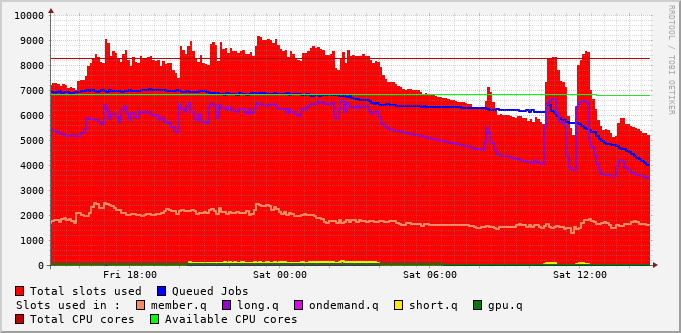 RRDTOOL / TOBI OETIKER
10000
9000
8000
7000
6000
5000
4000
3000
2000
1000
0
Fri 18:00 Sat 00:00 Sat 06:00 Sat 12:00
Total slots used Queued Jobs
Slots used in : member.q long.q ondemand.q short.q gpu.q
Total CPU cores Available CPU cores